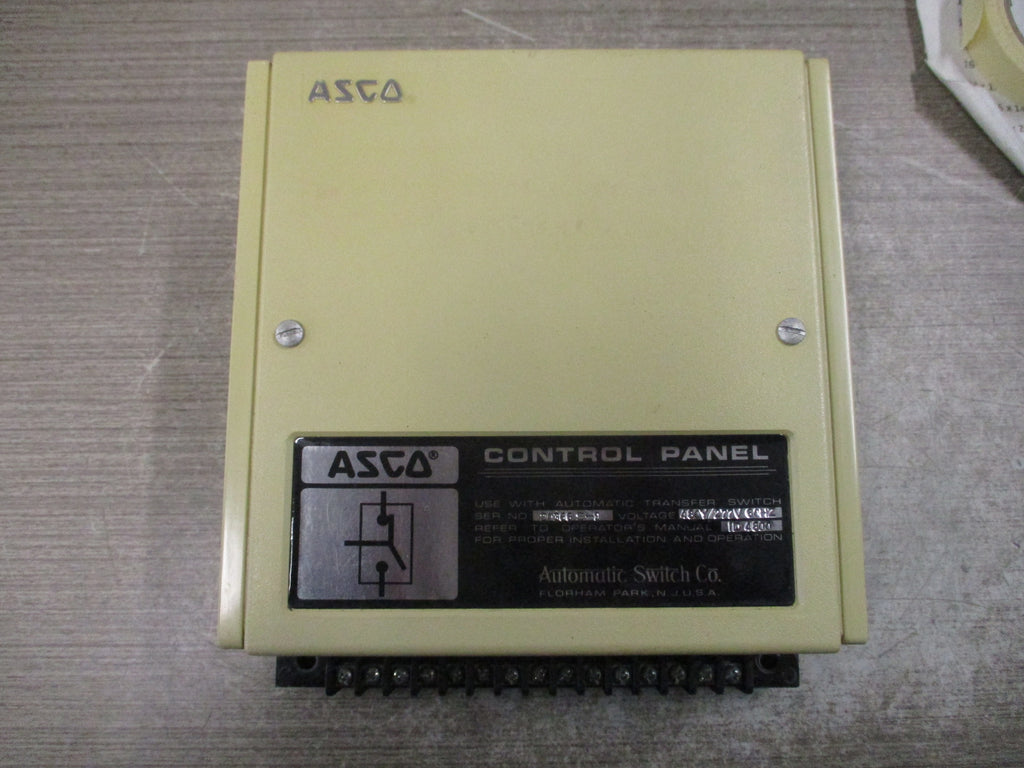 ASCO
ASCO®
CONTROL PANEL
USE WITH AUTOMATIC TRANSFER SWITCH
SER NO. VOLTAGE
REFER TO OPERATOR'S MANUAL
FOR PROPER INSTALLATION AND OPERATION
Automatic Switch Co.
FLORHAM PARK, N.J. U.S.A.